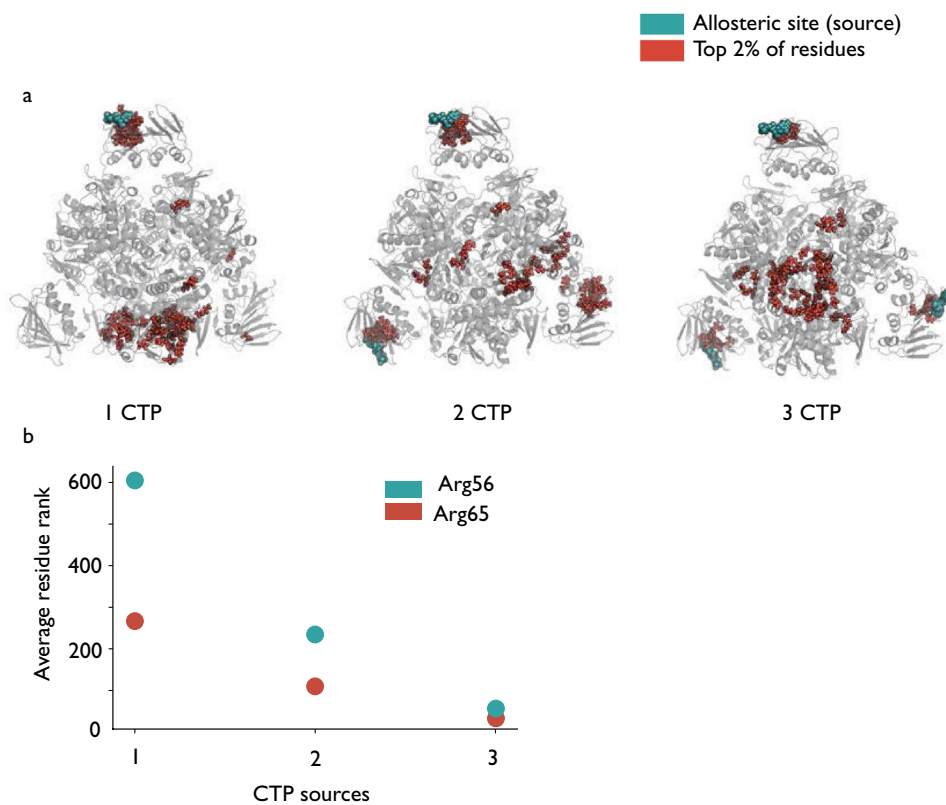 Allosteric site (source)
Top 2% of residues
a
1 CTP
2 CTP
3 CTP
b
Average residue rank
600
400
200
0
Arg56
Arg65
1
2
3
CTP sources